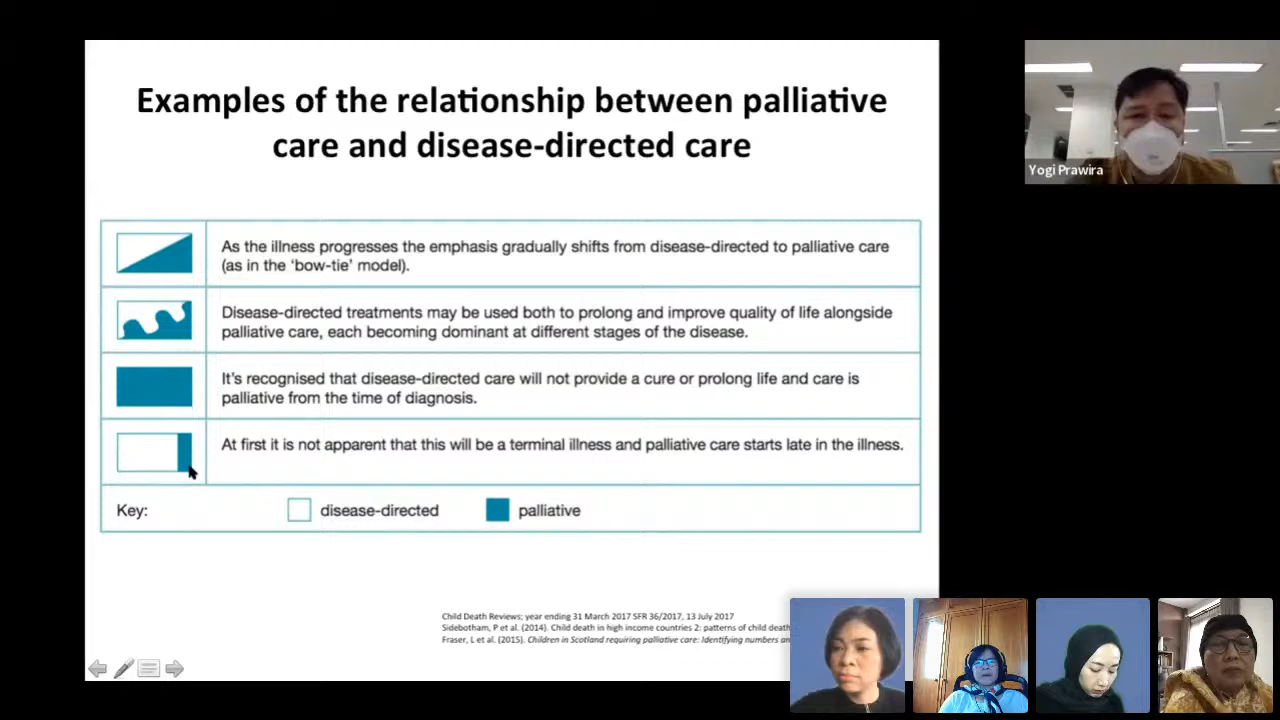 Examples of the relationship between palliative
care and disease-directed care
Yogi Prawira
As the illness progresses the emphasis gradually shifts from disease-directed to palliative care
(as in the ‘bow-tie’ model).
Disease-directed treatments may be used both to prolong and improve quality of life alongside
palliative care, each becoming dominant at different stages of the disease.
It’s recognised that disease-directed care will not provide a cure or prolong life and care is
palliative from the time of diagnosis.
At first it is not apparent that this will be a terminal illness and palliative care starts late in the illness.
Key: disease-directed palliative
Child Death Reviews; year ending 31 March 2017 SFR 36/2017, 13 July 2017
Sidebotham, P et al. (2014). Child death in high income countries 2: patterns of child death
Fraser, L et al. (2015). Children in Scotland requiring palliative care: Identifying numbers